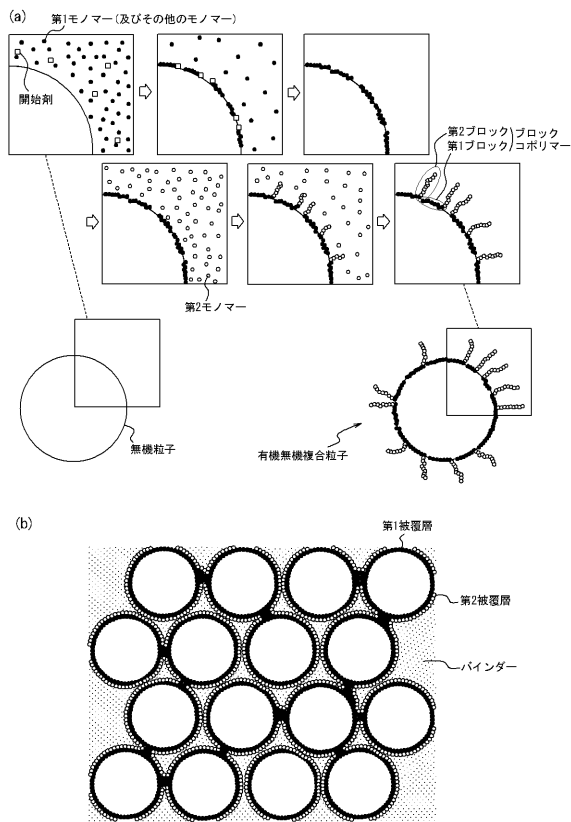 (a)
第1モノマー(及びその他のモノマー)
開始剤
第2ブロック
第1ブロック
ブロック
コポリマー
第2モノマー
無機粒子
有機無機複合粒子
(b)
第1被覆層
第2被覆層
バインダー